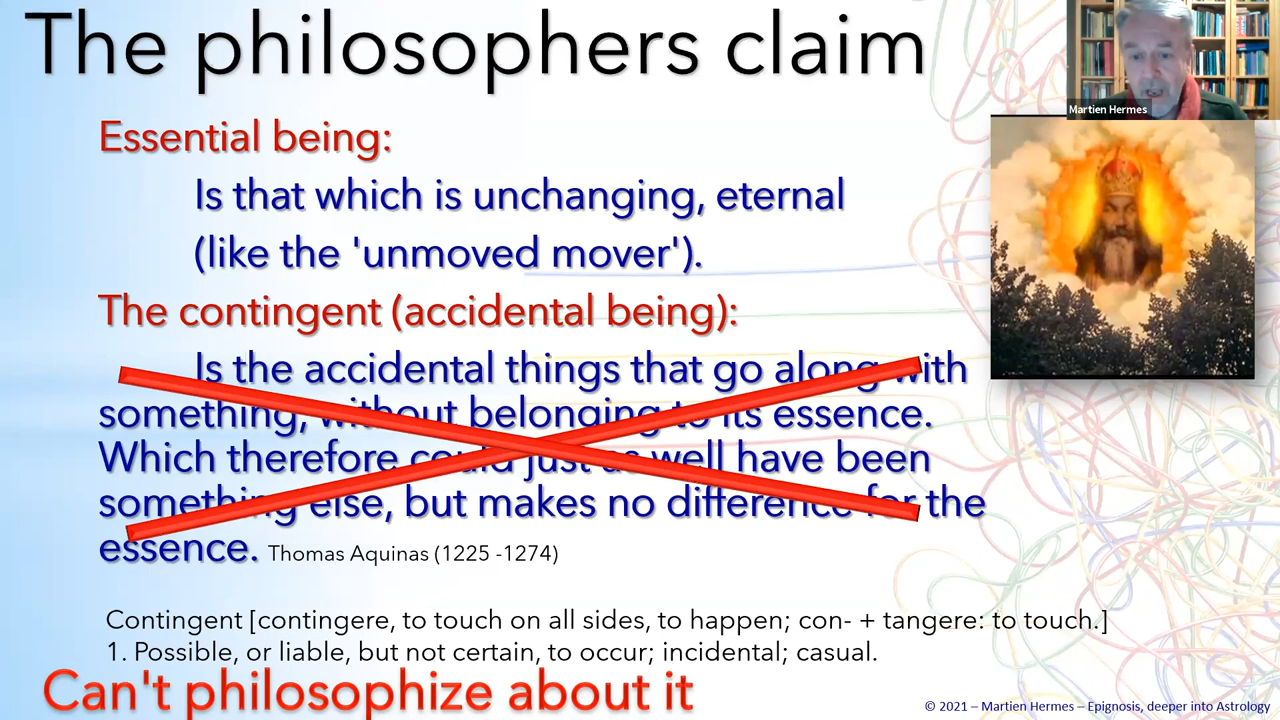 The philosophers claim
Martien Hermes
Essential being:
Is that which is unchanging, eternal
(like the 'unmoved mover').
The contingent (accidental being):
Is the accidental things that go along with
something, without belonging to its essence.
Which therefore could just as well have been
something else, but makes no difference for the
essence. Thomas Aquinas (1225 -1274)
Contingent [contingere, to touch on all sides, to happen; con- + tangere: to touch.]
1. Possible, or liable, but not certain, to occur; incidental; casual.
Can't philosophize about it
© 2021 – Martien Hermes – Epignosis, deeper into Astrology